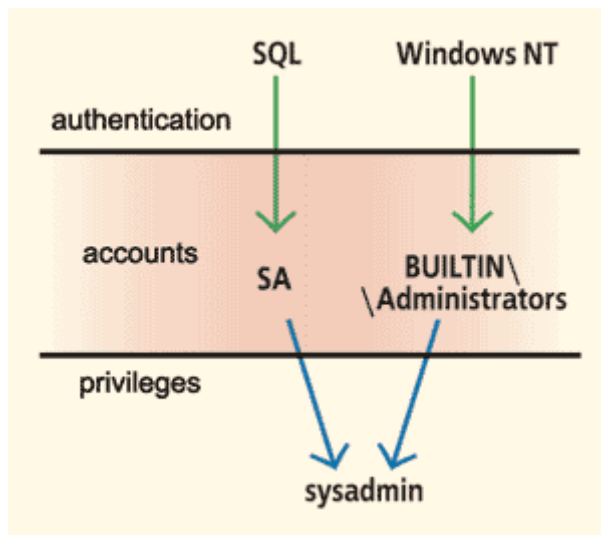 SQL
Windows NT
authentication
accounts
SA
BUILTIN\
\Administrators
privileges
sysadmin